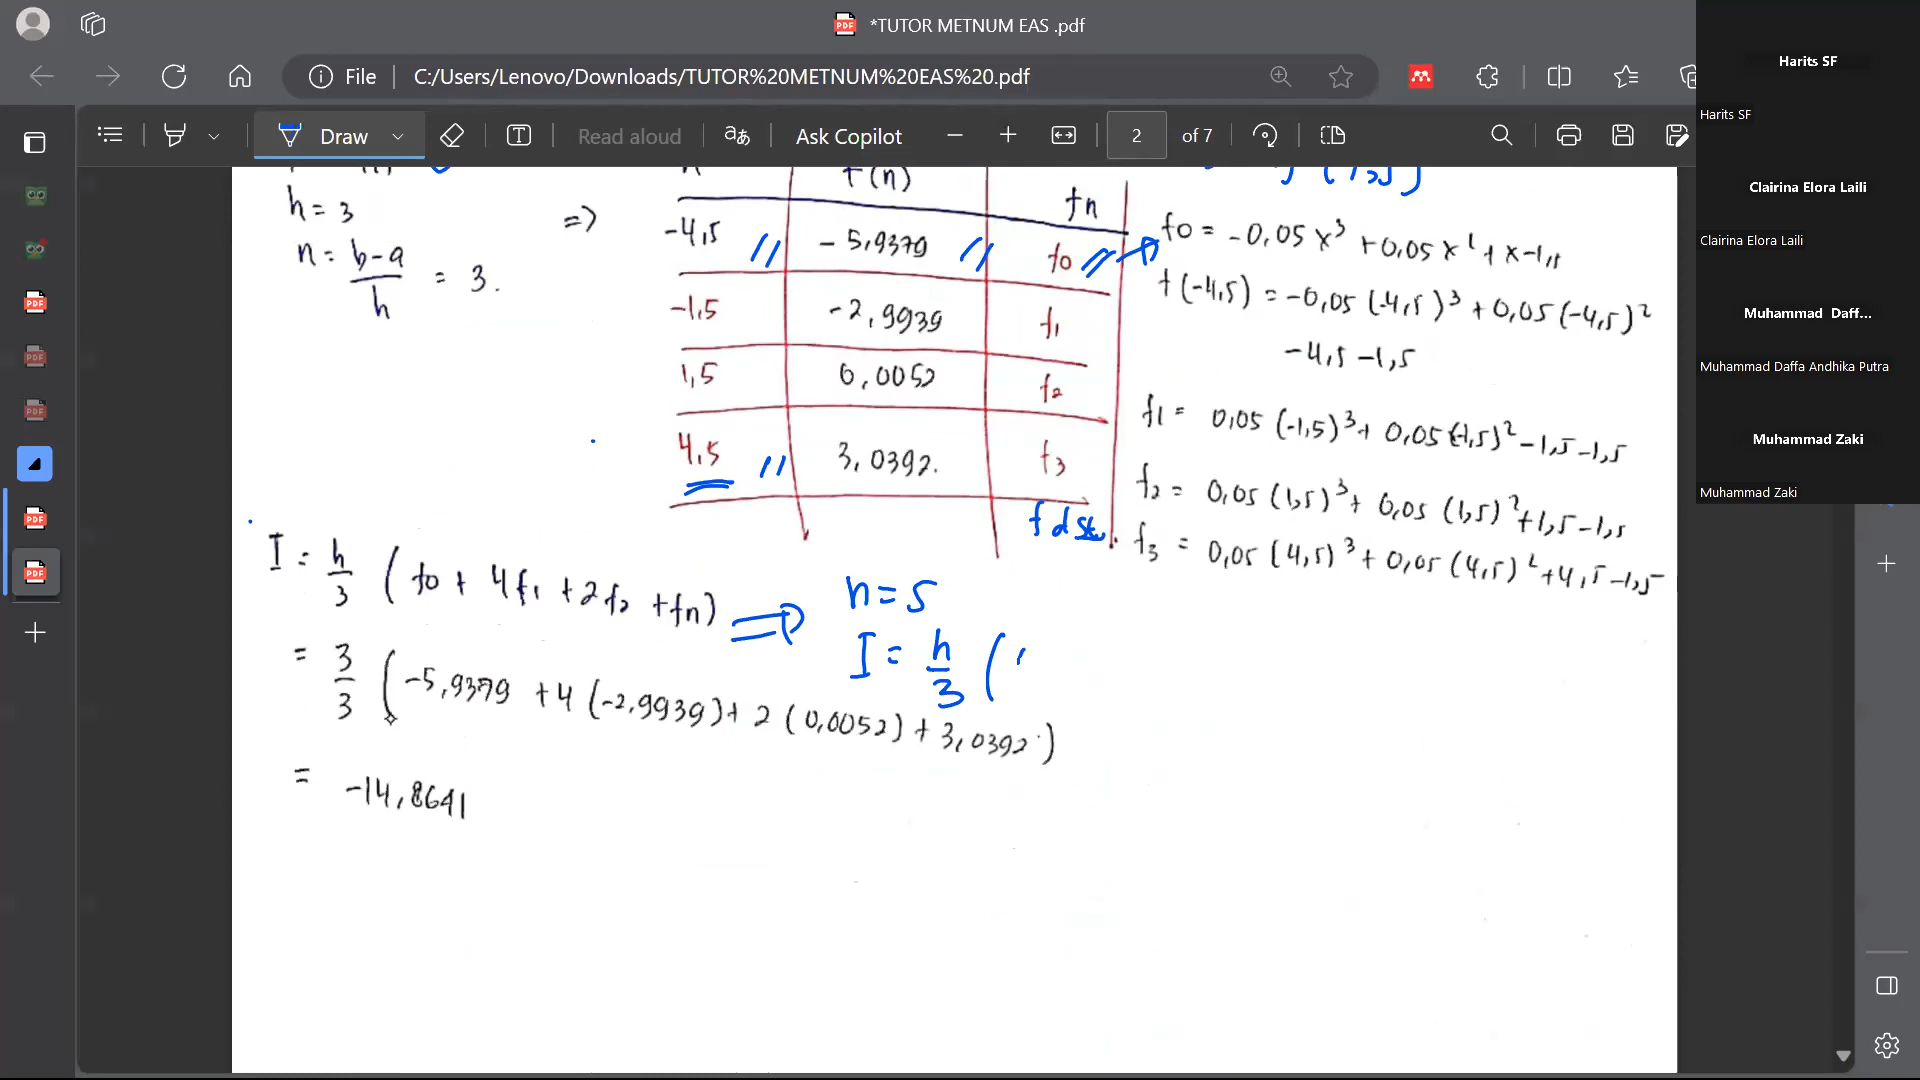 *TUTOR METNUM EAS .pdf
File C:/Users/Lenovo/Downloads/TUTOR%20METNUM%20EAS%20.pdf
Draw Read aloud Ask Copilot 2 of 7
Harits SF
Harits SF
Clairina Elora Laili
Clairina Elora Laili
Muhammad Daff...
Muhammad Daffa Andhika Putra
Muhammad Zaki
Muhammad Zaki
h = 3
n = b-a / h = 3.
=>
f(n) fn
-4,5 -5,9379 f0
-1,5 -2,9939 f1
1,5 0,0052 f2
4,5 3,0392. f3
f0 = -0,05 x³ + 0,05 x² + x - 1,5
f(-4,5) = -0,05 (-4,5)³ + 0,05 (-4,5)²
-4,5 - 1,5
f1 = 0,05 (-1,5)³ + 0,05 (-1,5)² - 1,5 - 1,5
f2 = 0,05 (1,5)³ + 0,05 (1,5)² + 1,5 - 1,5
f3 = 0,05 (4,5)³ + 0,05 (4,5)² + 4,5 - 1,5
I = h/3 (f0 + 4f1 + 2f2 + fn)
n = 5
I = h/3 (
= 3/3 (-5,9379 + 4 (-2,9939) + 2 (0,0052) + 3,0392)
= -14,8641